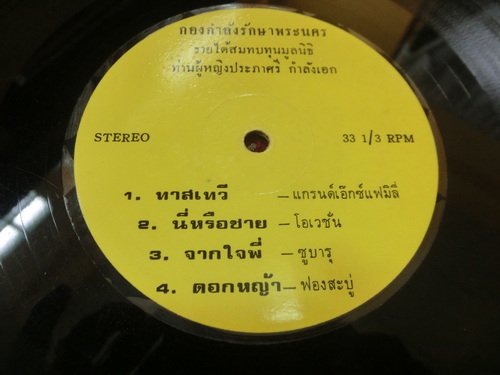 กองกำลังรักษาพระนคร
รายได้สมทบทุนมูลนิธิ
ท่านผู้หญิงประภาศรี กำลังเอก
STEREO 33 1/3 RPM
1. ทาสเทวี – แกรนด์เอ๊กซ์แฟมิลี่
2. นี่หรือชาย – โอเวชั่น
3. จากใจพี่ – ซูบารุ
4. ดอกหญ้า – ฟองสะบู่